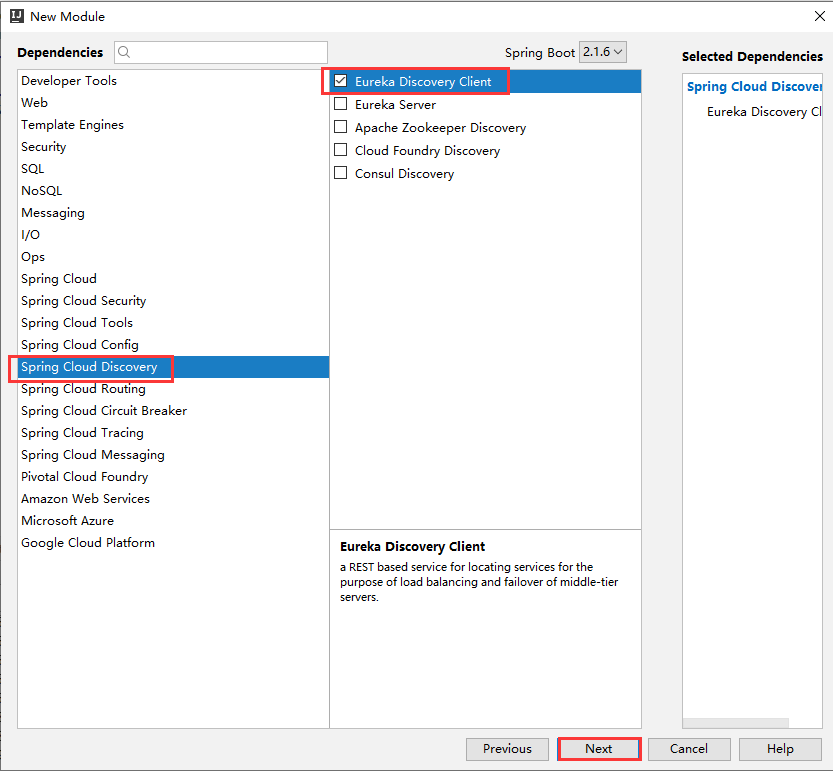 New Module
Dependencies
Spring Boot 2.1.6
Selected Dependencies
Developer Tools
Web
Template Engines
Security
SQL
NoSQL
Messaging
I/O
Ops
Spring Cloud
Spring Cloud Security
Spring Cloud Tools
Spring Cloud Config
Spring Cloud Discovery
Spring Cloud Routing
Spring Cloud Circuit Breaker
Spring Cloud Tracing
Spring Cloud Messaging
Pivotal Cloud Foundry
Amazon Web Services
Microsoft Azure
Google Cloud Platform
Eureka Discovery Client
Eureka Server
Apache Zookeeper Discovery
Cloud Foundry Discovery
Consul Discovery
Eureka Discovery Client
a REST based service for locating services for the
purpose of load balancing and failover of middle-tier
servers.
Spring Cloud Discover
Eureka Discovery Cl
Previous
Next
Cancel
Help